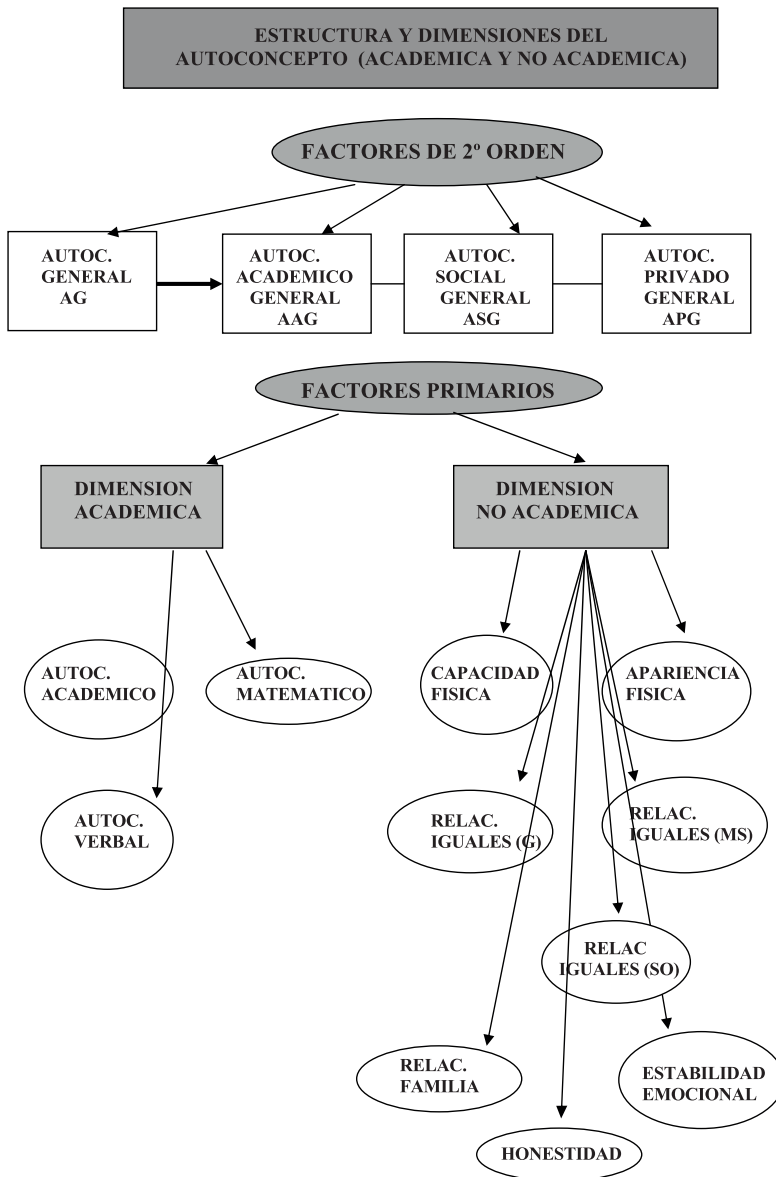 ESTRUCTURA Y DIMENSIONES DEL
AUTOCONCEPTO (ACADEMICA Y NO ACADEMICA)
FACTORES DE 2º ORDEN
AUTOC.
GENERAL
AG
AUTOC.
ACADEMICO
GENERAL
AAG
AUTOC.
SOCIAL
GENERAL
ASG
AUTOC.
PRIVADO
GENERAL
APG
FACTORES PRIMARIOS
DIMENSION
ACADEMICA
DIMENSION
NO ACADEMICA
AUTOC.
ACADEMICO
AUTOC.
MATEMATICO
CAPACIDAD
FISICA
APARIENCIA
FISICA
AUTOC.
VERBAL
RELAC.
IGUALES (G)
RELAC.
IGUALES (MS)
RELAC
IGUALES (SO)
RELAC.
FAMILIA
ESTABILIDAD
EMOCIONAL
HONESTIDAD